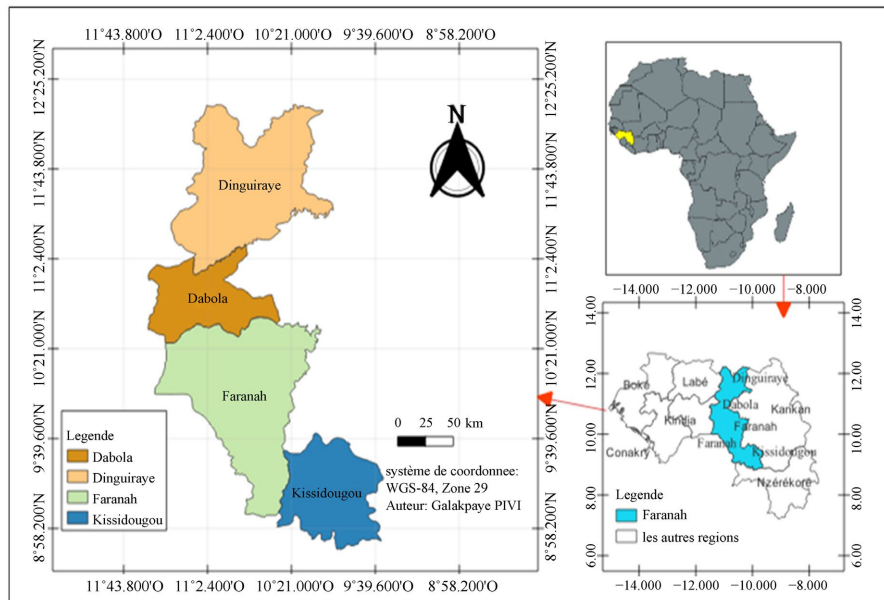 11°43.800'O 11°2.400'O 10°21.000'O 9°39.600'O 8°58.200'O
12°25.200'N
11°43.800'N
11°2.400'N
10°21.000'N
9°39.600'N
8°58.200'N
N
Dinguiraye
Dabola
Faranah
Kissidougou
0 25 50 km
système de coordonnee:
WGS-84, Zone 29
Auteur: Galakpaye PIVI
Legende
Dabola
Dinguiraye
Faranah
Kissidougou
12°25.200'N
11°43.800'N
11°2.400'N
10°21.000'N
9°39.600'N
8°58.200'N
11°43.800'O 11°2.400'O 10°21.000'O 9°39.600'O 8°58.200'O
−14.000 −12.000 −10.000 −8.000
14.00
12.00
10.00
8.00
6.00
Boké
Labé
Dinguiraye
Dabola
Kankan
Kindia
Faranah
Conakry
Faranah
Kissidougou
Nzérékoré
Legende
Faranah
les autres regions
14.00
12.00
10.00
8.00
6.00
−14.000 −12.000 −10.000 −8.000